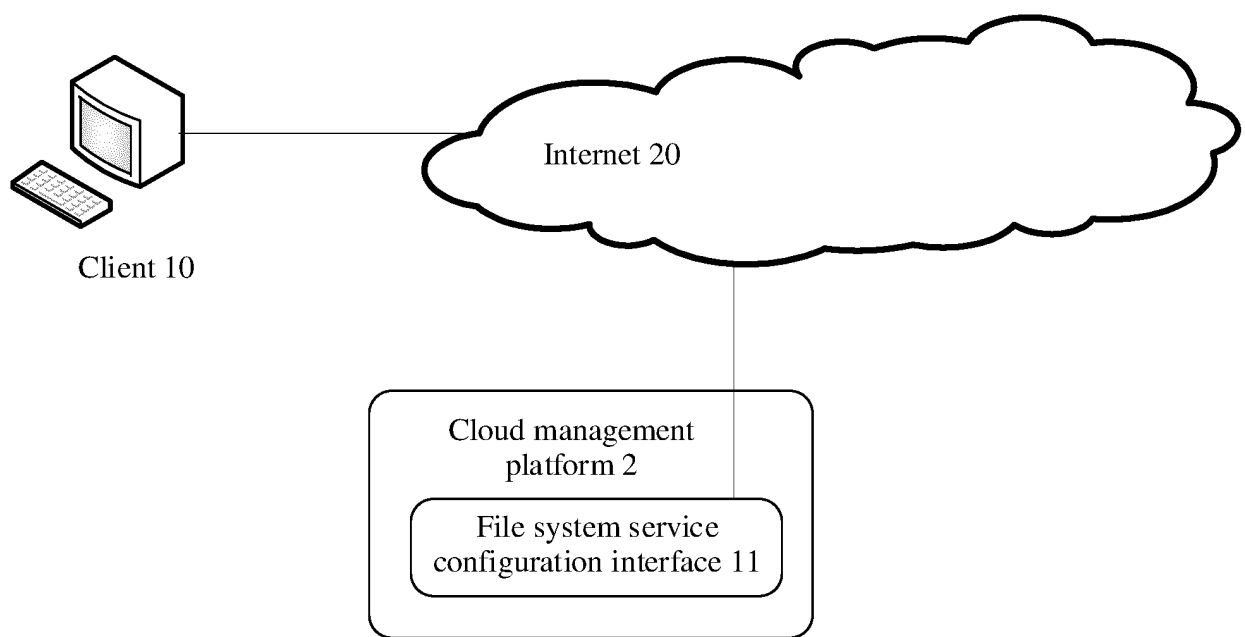 Internet 20
Client 10
Cloud management
platform 2
File system service
configuration interface 11